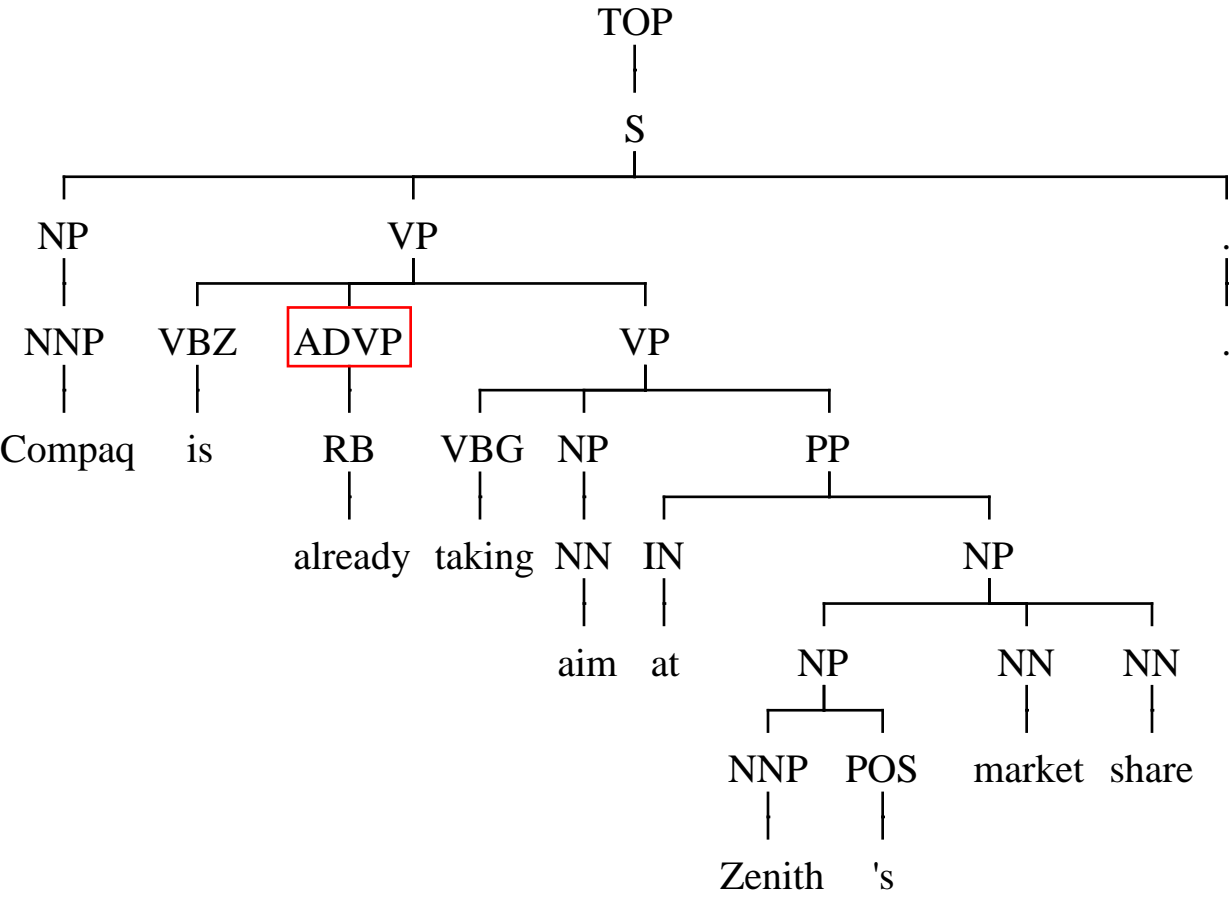 TOP
S
NP VP .
NNP VBZ ADVP VP .
Compaq is RB VBG NP PP
already taking NN IN NP
aim at NP NN NN
NNP POS market share
Zenith 's